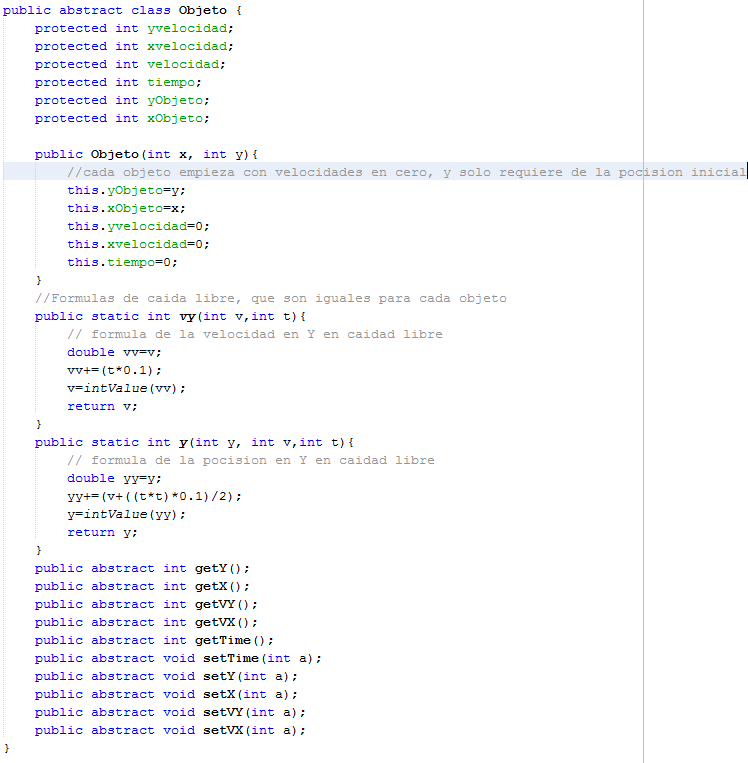 public abstract class Objeto {
    protected int yvelocidad;
    protected int xvelocidad;
    protected int velocidad;
    protected int tiempo;
    protected int yObjeto;
    protected int xObjeto;

    public Objeto(int x, int y){
        //cada objeto empieza con velocidades en cero, y solo requiere de la pocision inicial
        this.yObjeto=y;
        this.xObjeto=x;
        this.yvelocidad=0;
        this.xvelocidad=0;
        this.tiempo=0;
    }
    //Formulas de caida libre, que son iguales para cada objeto
    public static int vy(int v,int t){
        // formula de la velocidad en Y en caidad libre
        double vv=v;
        vv+=(t*0.1);
        v=intValue(vv);
        return v;
    }
    public static int y(int y, int v,int t){
        // formula de la pocision en Y en caidad libre
        double yy=y;
        yy+=(v+((t*t)*0.1)/2);
        y=intValue(yy);
        return y;
    }
    public abstract int getY();
    public abstract int getX();
    public abstract int getVY();
    public abstract int getVX();
    public abstract int getTime();
    public abstract void setTime(int a);
    public abstract void setY(int a);
    public abstract void setX(int a);
    public abstract void setVY(int a);
    public abstract void setVX(int a);
}